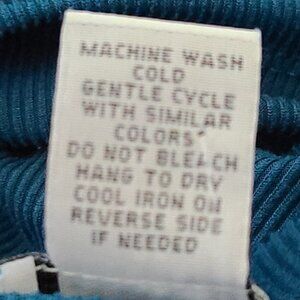 MACHINE WASH
COLD
GENTLE CYCLE
WITH SIMILAR
COLORS
DO NOT BLEACH
HANG TO DRY
COOL IRON ON
REVERSE SIDE
IF NEEDED